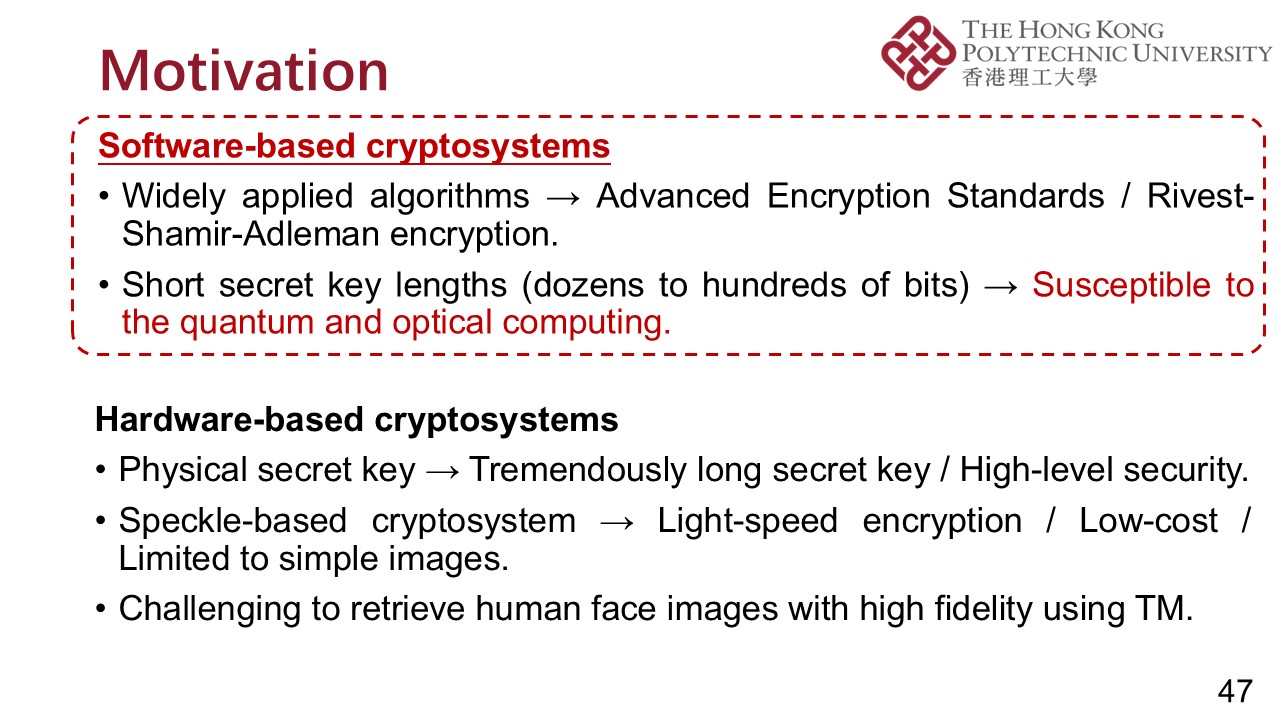 THE HONG KONG
POLYTECHNIC UNIVERSITY
香港理工大學
Motivation
Software-based cryptosystems
• Widely applied algorithms → Advanced Encryption Standards / Rivest-
Shamir-Adleman encryption.
• Short secret key lengths (dozens to hundreds of bits) → Susceptible to
the quantum and optical computing.
Hardware-based cryptosystems
• Physical secret key → Tremendously long secret key / High-level security.
• Speckle-based cryptosystem → Light-speed encryption / Low-cost /
Limited to simple images.
• Challenging to retrieve human face images with high fidelity using TM.
47